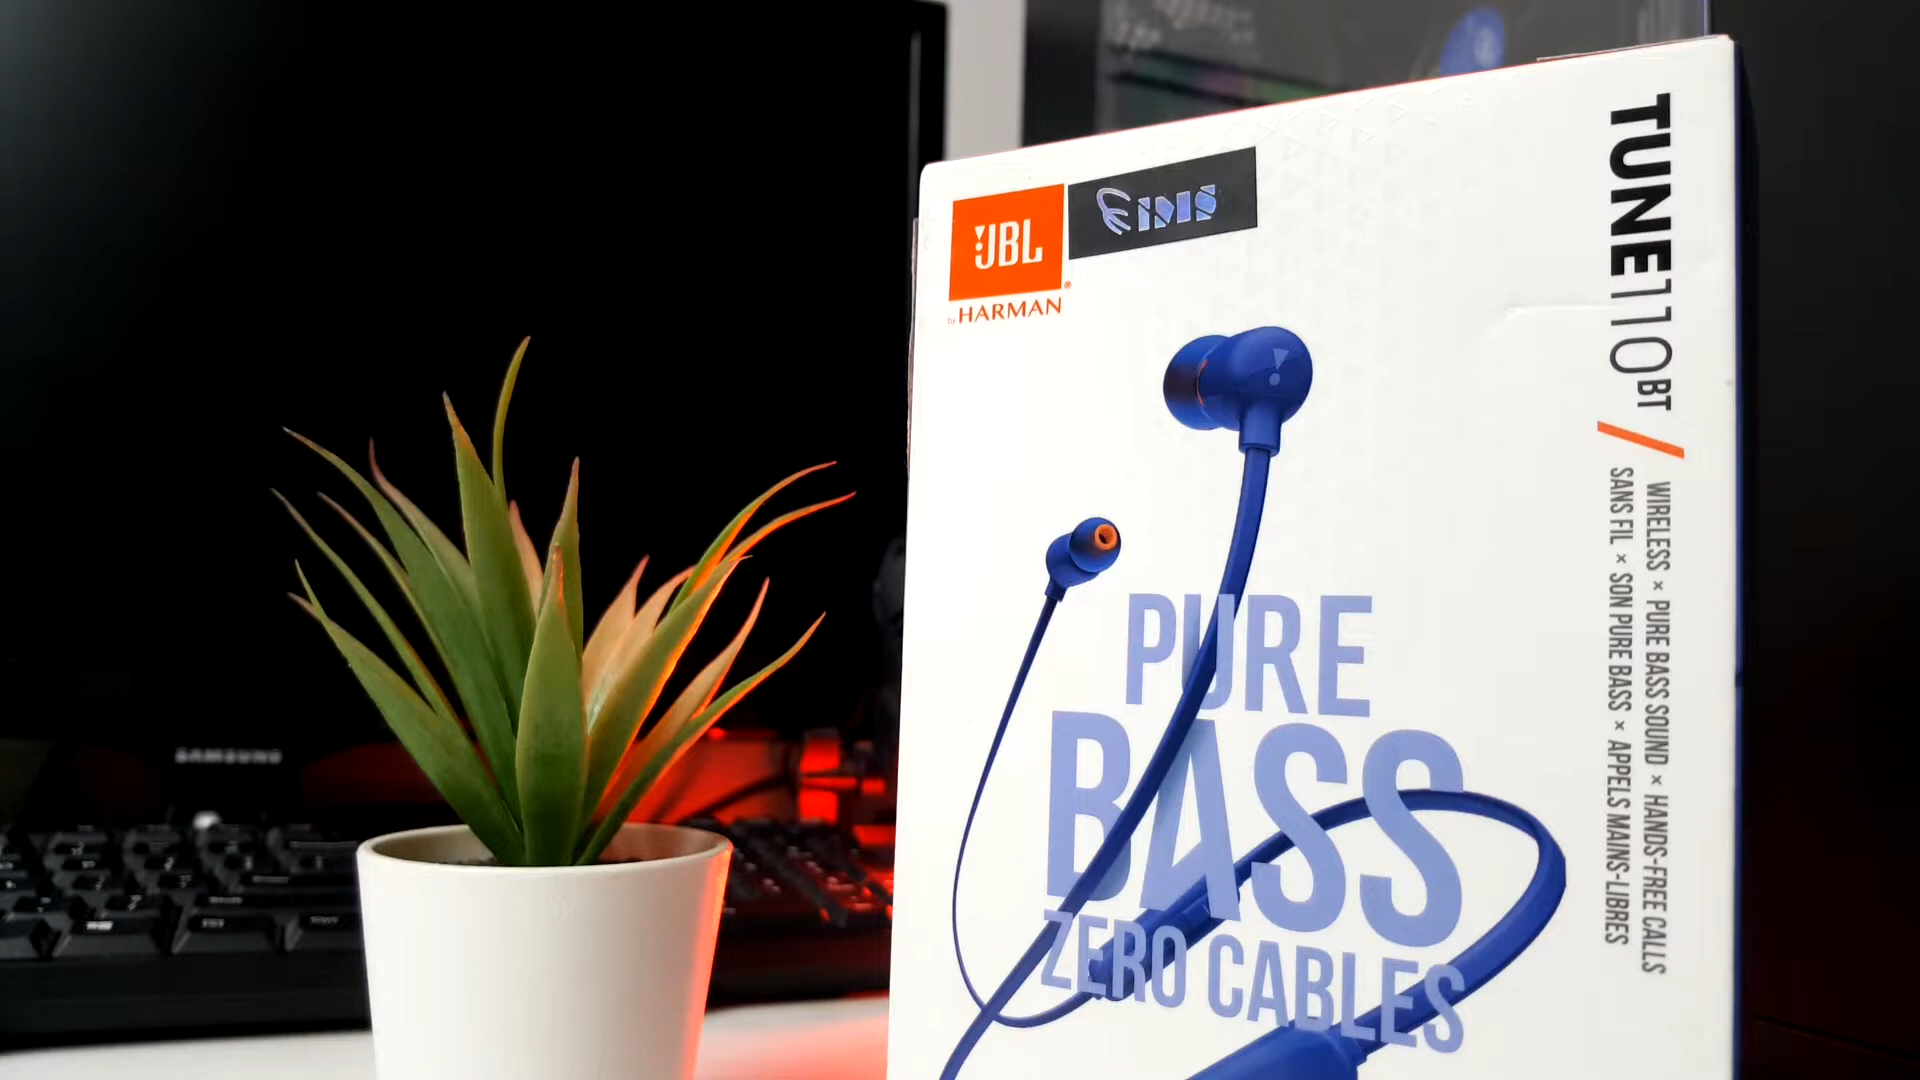 JBL
by HARMAN
IMS
TUNE110BT
WIRELESS × PURE BASS SOUND × HANDS-FREE CALLS
SANS FIL × SON PURE BASS × APPELS MAINS-LIBRES
PURE
BASS
ZERO CABLES
SAMSUNG